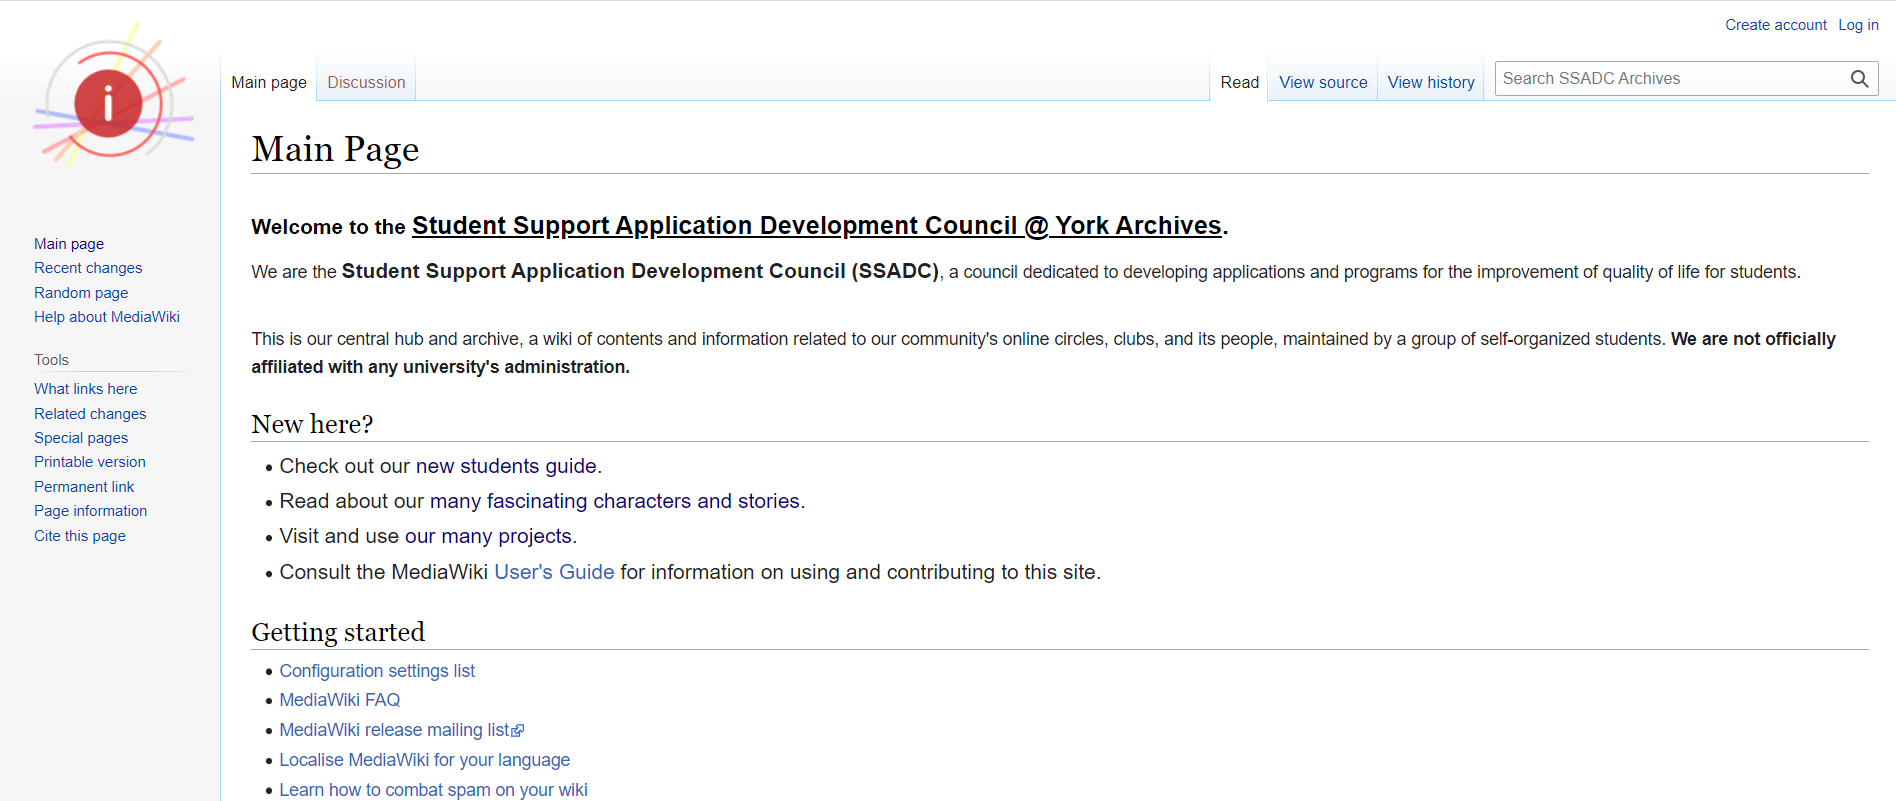 Create account Log in
Main page Discussion Read View source View history Search SSADC Archives
i
Main Page
Welcome to the Student Support Application Development Council @ York Archives.
We are the Student Support Application Development Council (SSADC), a council dedicated to developing applications and programs for the improvement of quality of life for students.
This is our central hub and archive, a wiki of contents and information related to our community's online circles, clubs, and its people, maintained by a group of self-organized students. We are not officially
affiliated with any university's administration.
New here?
• Check out our new students guide.
• Read about our many fascinating characters and stories.
• Visit and use our many projects.
• Consult the MediaWiki User's Guide for information on using and contributing to this site.
Getting started
• Configuration settings list
• MediaWiki FAQ
• MediaWiki release mailing list
• Localise MediaWiki for your language
• Learn how to combat spam on your wiki
Main page
Recent changes
Random page
Help about MediaWiki
Tools
What links here
Related changes
Special pages
Printable version
Permanent link
Page information
Cite this page